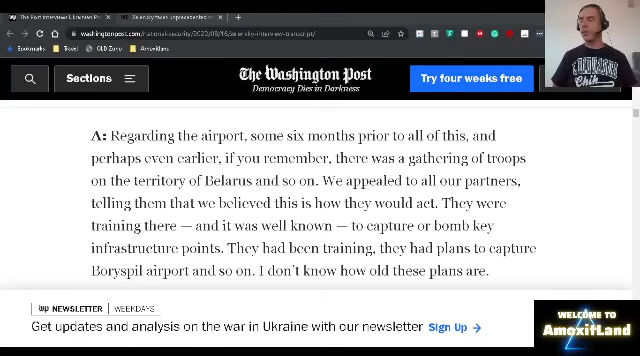 The Post interviews Ukrainian Pr
Zelensky faces unprecedented
washingtonpost.com/national-security/2022/08/16/zelensky-interview-transcript/
Bookmarks
Travel
OLD Zono
Amoxitlans
Sections
The Washington Post
Democracy Dies in Darkness
Try four weeks free
A: Regarding the airport, some six months prior to all of this, and
perhaps even earlier, if you remember, there was a gathering of troops
on the territory of Belarus and so on. We appealed to all our partners,
telling them that we believed this is how they would act. They were
training there — and it was well known — to capture or bomb key
infrastructure points. They had been training, they had plans to capture
Boryspil airport and so on. I don't know how old these plans are.
wp NEWSLETTER | WEEKDAYS
Get updates and analysis on the war in Ukraine with our newsletter Sign Up →
WELCOME TO
AmoxitLand